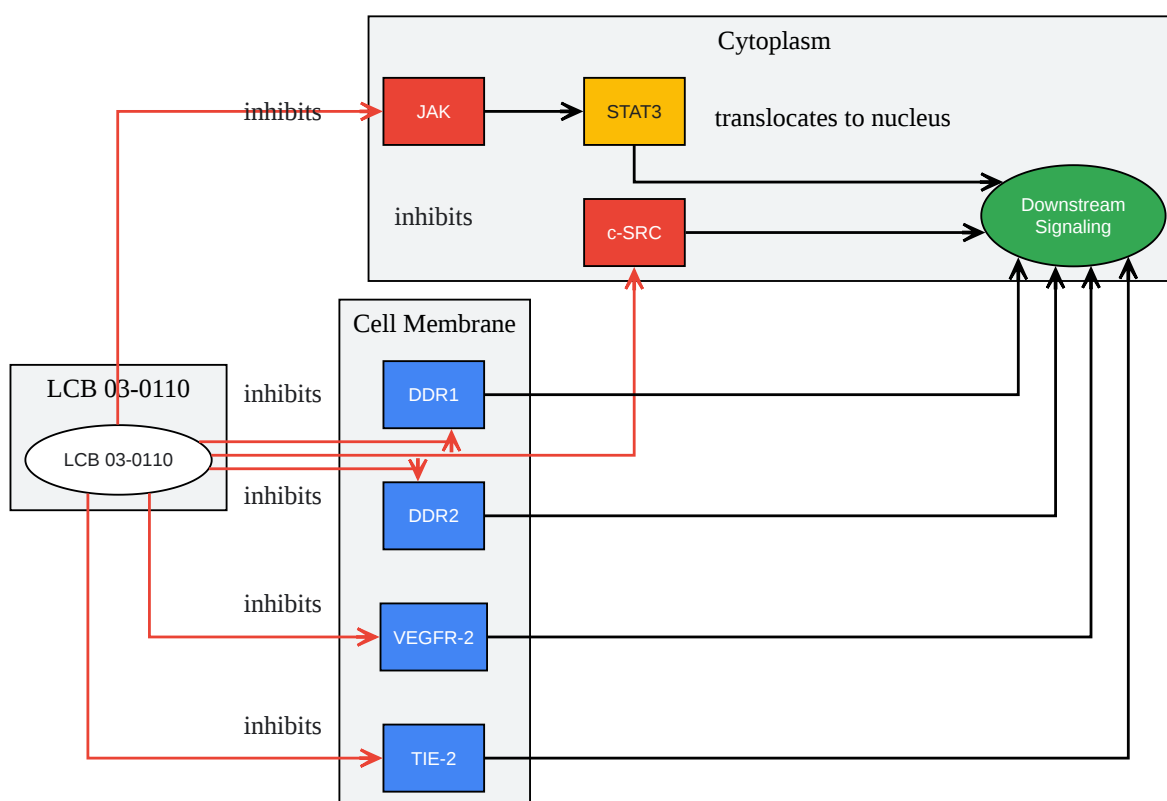 Cytoplasm
inhibits
JAK
STAT3
translocates to nucleus
inhibits
c-SRC
Downstream
Signaling
Cell Membrane
LCB 03-0110
LCB 03-0110
inhibits
DDR1
inhibits
DDR2
inhibits
VEGFR-2
inhibits
TIE-2